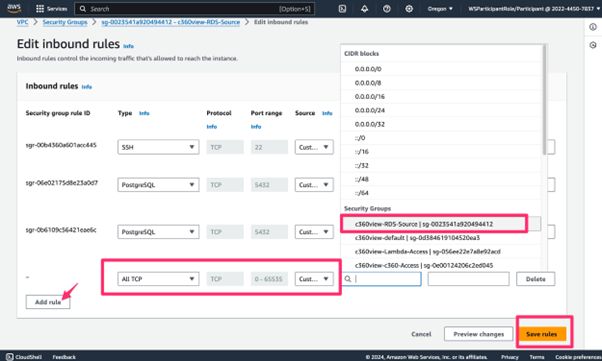 aws
Services
Search
[Option+S]
Oregon
WSParticipantRole/Participant @ 2022-4450-7837
VPC
Security Groups
sg-0023541a920494412 - c360view-RDS-Source
Edit inbound rules
Edit inbound rules Info
Inbound rules control the incoming traffic that's allowed to reach the instance.
Inbound rules Info
Security group rule ID
Type Info
Protocol Info
Port range Info
Source Info
sgr-00b4360a601acc445
SSH
TCP
22
Cust...
sgr-06e02175d8e23a0d7
PostgreSQL
TCP
5432
Cust...
sgr-0b6109c56421eae6c
PostgreSQL
TCP
5432
Cust...
-
All TCP
TCP
0 - 65535
Cust...
Delete
CIDR blocks
0.0.0.0/0
0.0.0.0/8
0.0.0.0/16
0.0.0.0/24
0.0.0.0/32
::/0
::/16
::/32
::/48
::/64
Security Groups
c360view-RDS-Source | sg-0023541a920494412
c360view-default | sg-0d384619104520ea3
c360view-Lambda-Access | sg-056ee22e7a8e92acd
c360view-c360-Access | sg-0e00124206c2ed045
Add rule
Cancel
Preview changes
Save rules
CloudShell
Feedback
© 2024, Amazon Web Services, Inc. or its affiliates.
Privacy
Terms
Cookie preferences